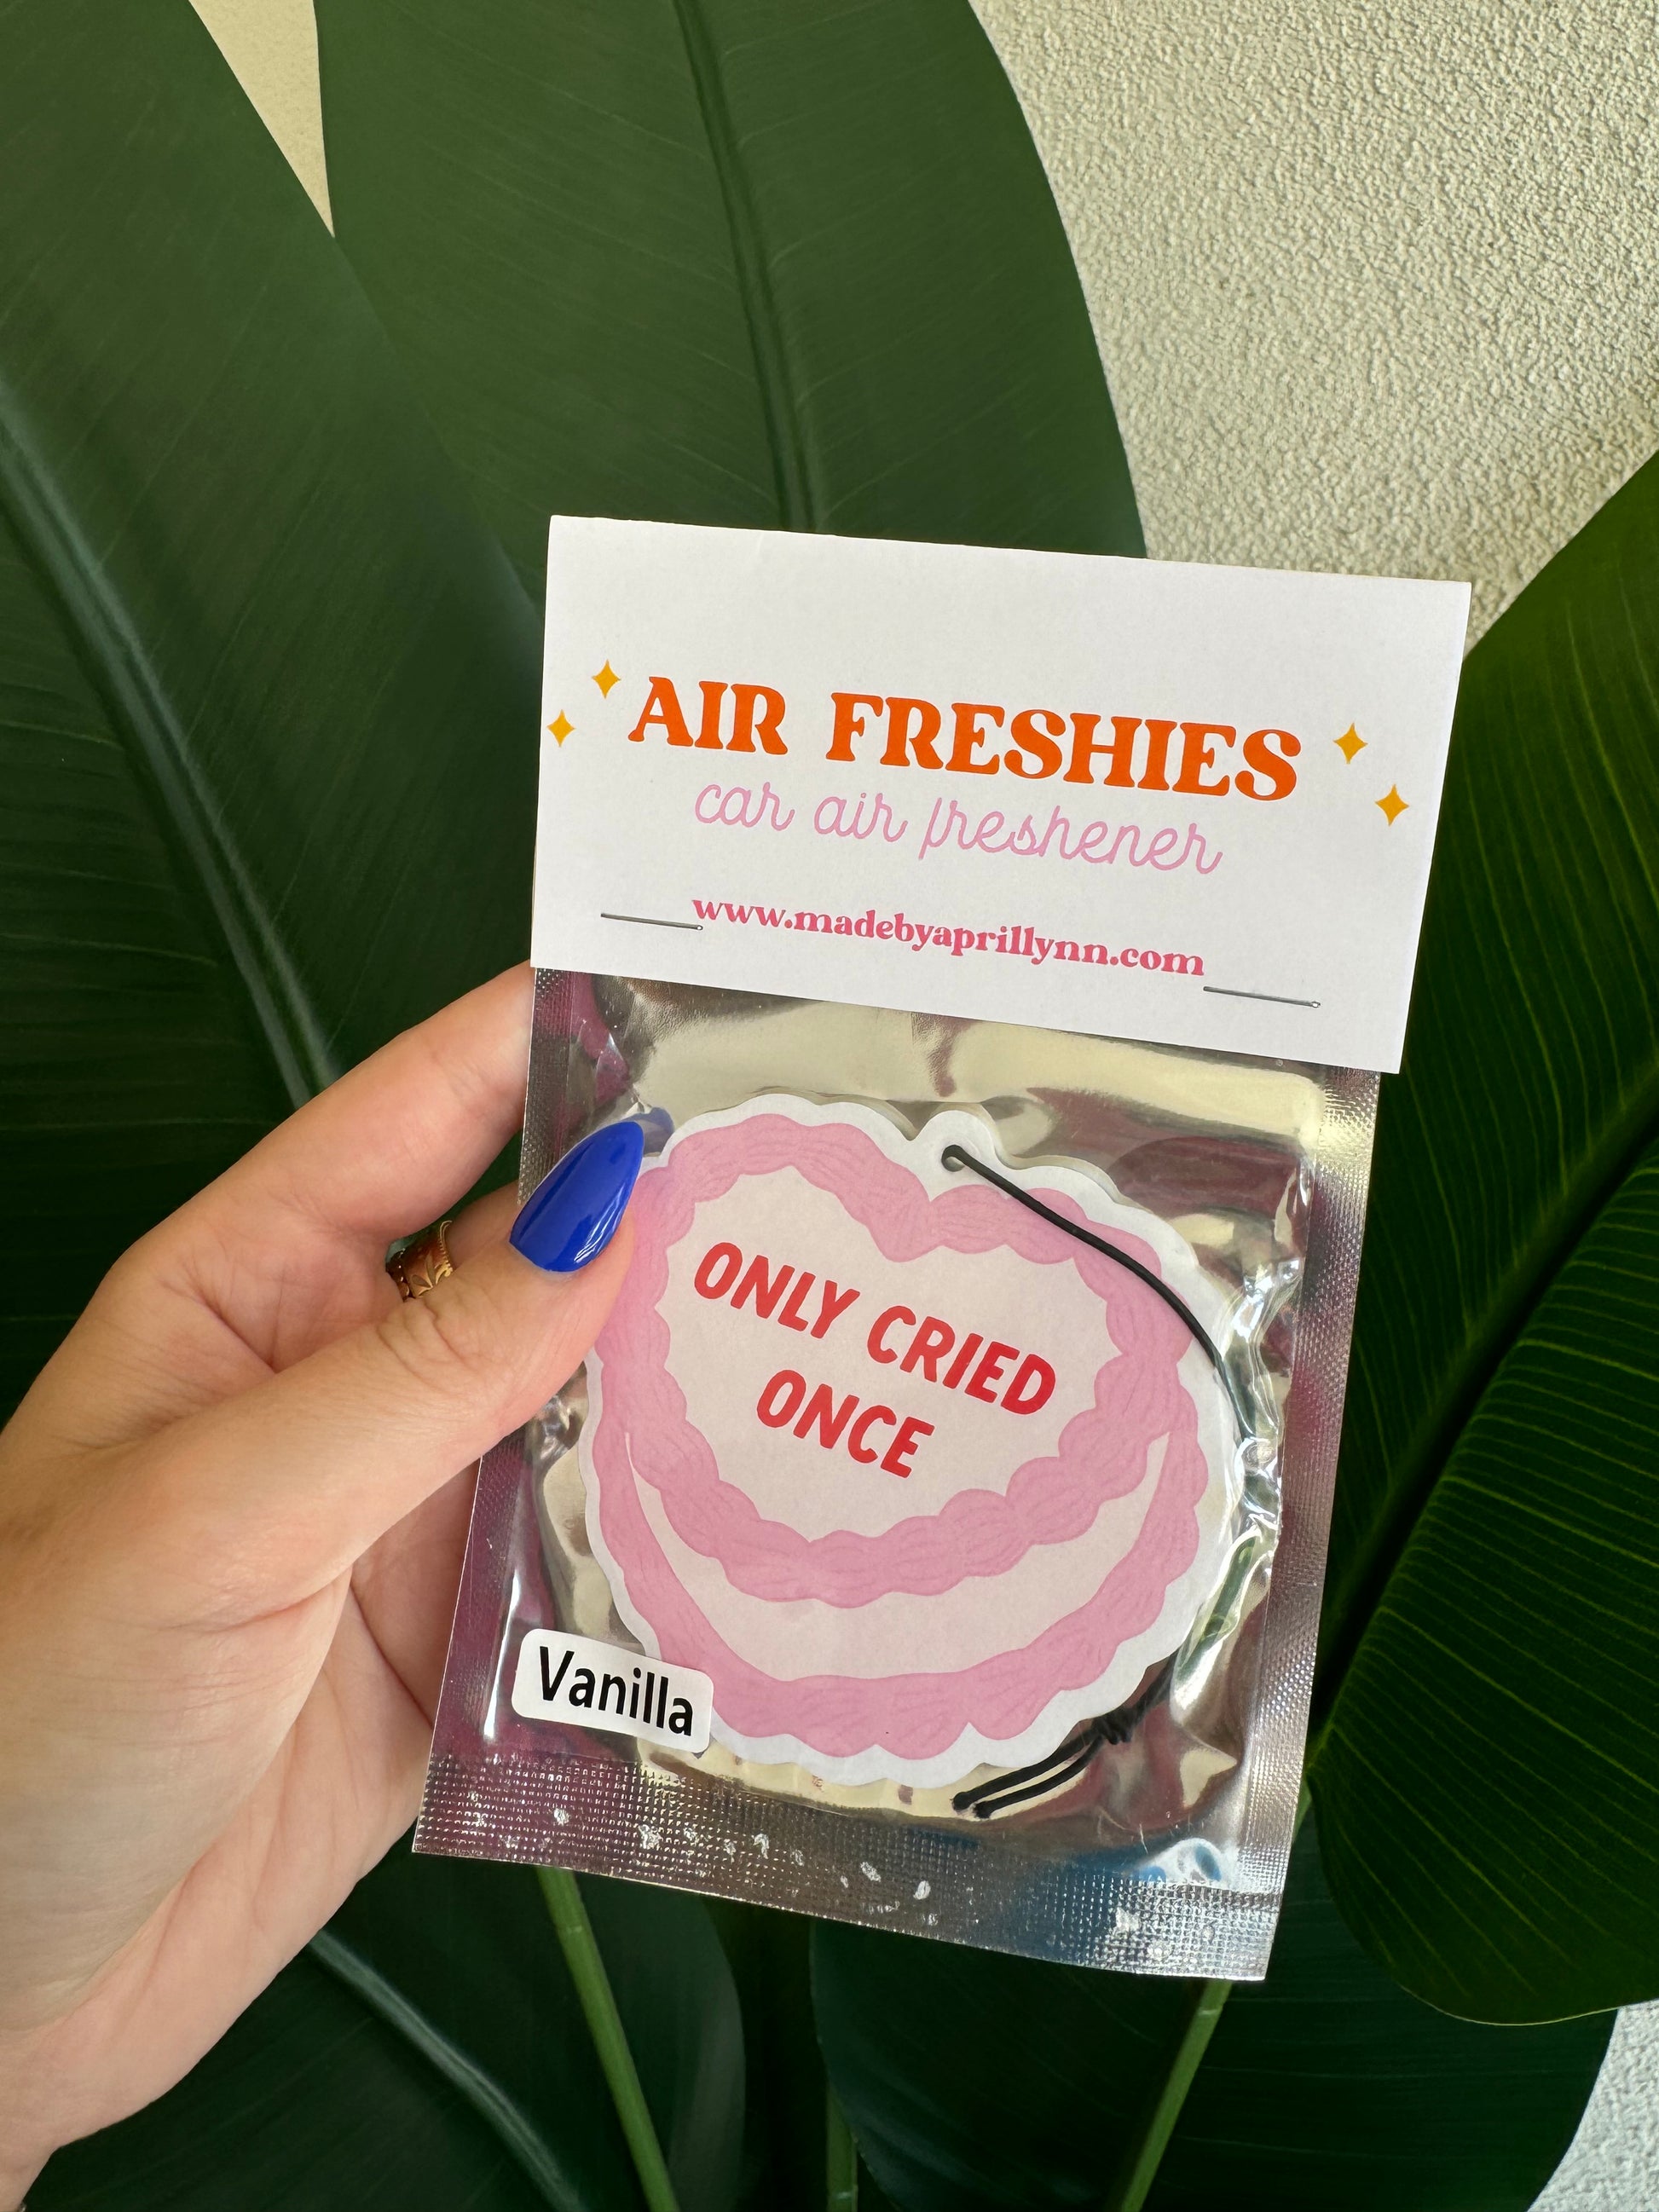 AIR FRESHIES
car air freshener
www.madebyaprillynn.com
ONLY CRIED
ONCE
Vanilla